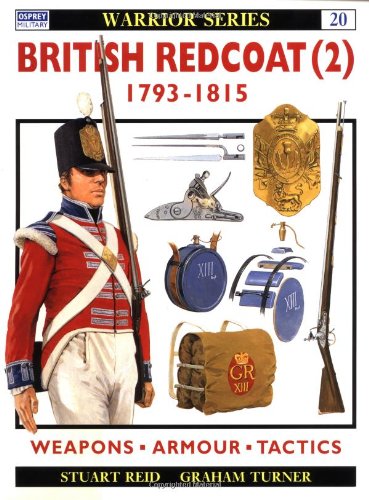 OSPREY
MILITARY
WARRIOR SERIES
20
BRITISH REDCOAT (2)
1793-1815
XIII
XIII
GR
XIII
WEAPONS ▪ ARMOUR ▪ TACTICS
STUART REID GRAHAM TURNER